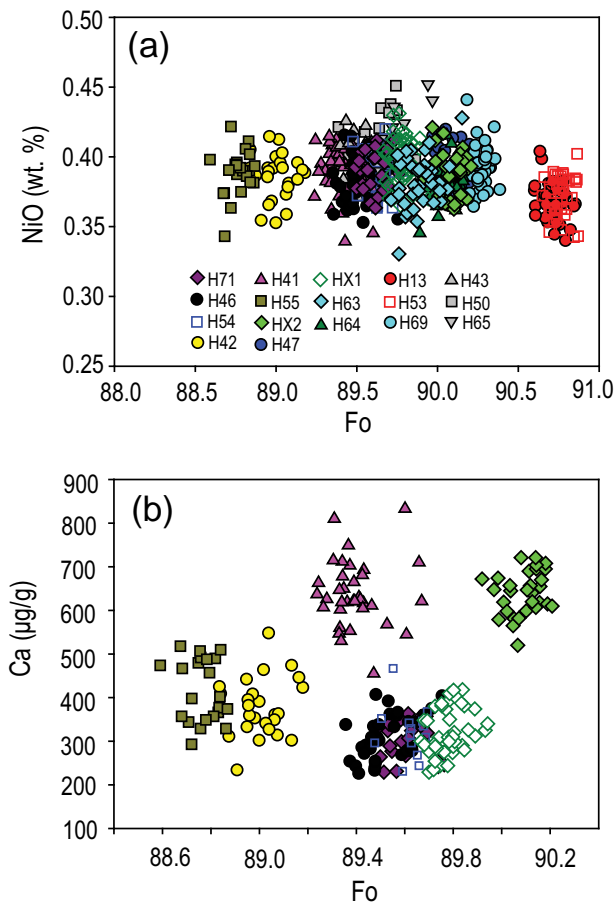 (a)
0.50
0.45
0.40
0.35
0.30
0.25
NiO (wt. %)
H71 H41 HX1 H13 H43
H46 H55 H63 H53 H50
H54 HX2 H69 H65
H42 H47 H64
88.0 88.5 89.0 89.5 90.0 90.5 91.0
Fo
(b)
900
800
700
600
500
400
300
200
100
Ca (µg/g)
88.6 89.0 89.4 89.8 90.2
Fo